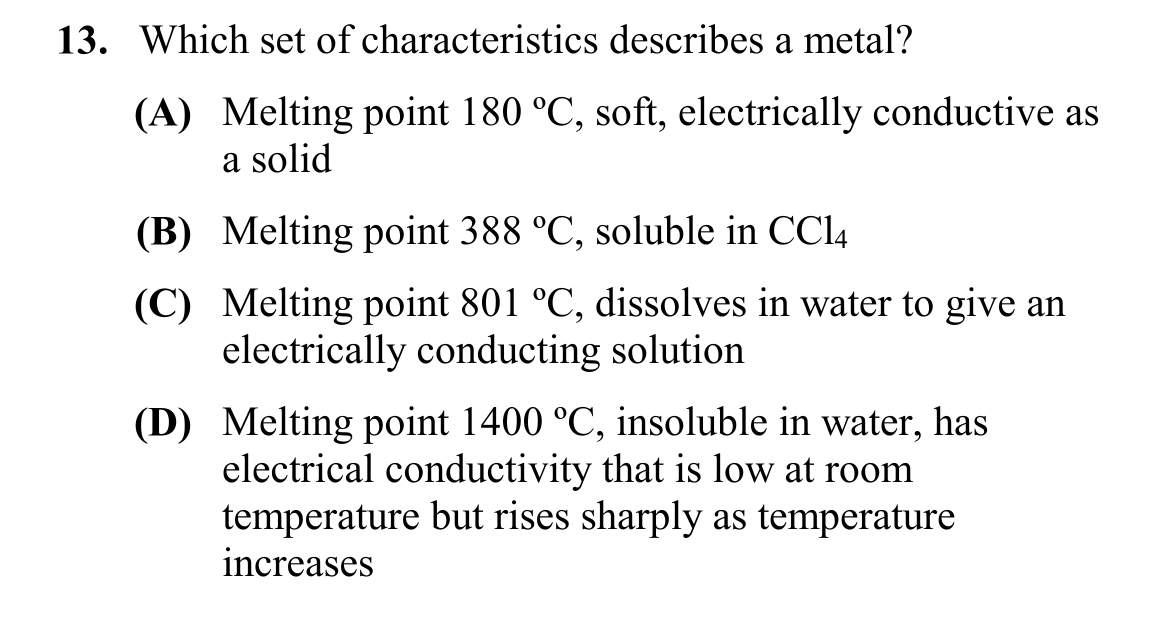 13. Which set of characteristics describes a metal?
(A) Melting point 180 ºC, soft, electrically conductive as
a solid
(B) Melting point 388 ºC, soluble in CCl4
(C) Melting point 801 ºC, dissolves in water to give an
electrically conducting solution
(D) Melting point 1400 ºC, insoluble in water, has
electrical conductivity that is low at room
temperature but rises sharply as temperature
increases